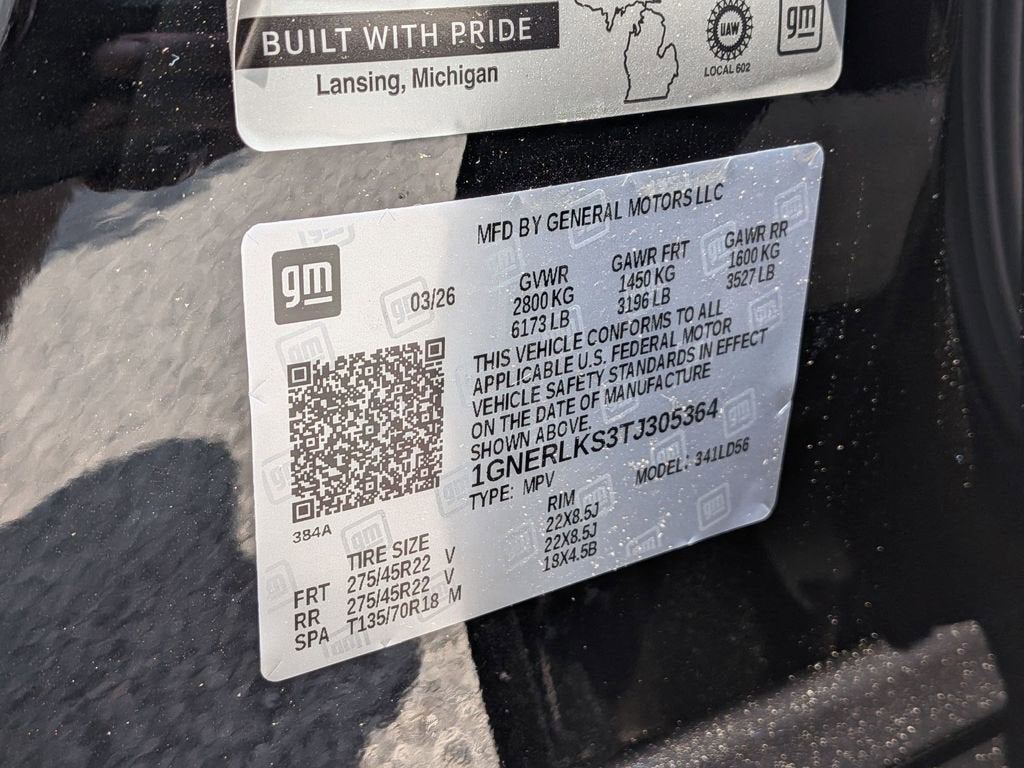 BUILT WITH PRIDE
Lansing, Michigan
UAW
LOCAL 602
gm
MFD BY GENERAL MOTORS LLC
gm
03/26
GVWR
2800 KG
6173 LB
GAWR FRT
1450 KG
3196 LB
GAWR RR
1600 KG
3527 LB
THIS VEHICLE CONFORMS TO ALL
APPLICABLE U.S. FEDERAL MOTOR
VEHICLE SAFETY STANDARDS IN EFFECT
ON THE DATE OF MANUFACTURE
SHOWN ABOVE.
1GNERLKS3TJ305364
TYPE: MPV MODEL: 341LD56
384A
TIRE SIZE RIM
FRT 275/45R22 V 22X8.5J
RR 275/45R22 V 22X8.5J
SPA T135/70R18 M 18X4.5B